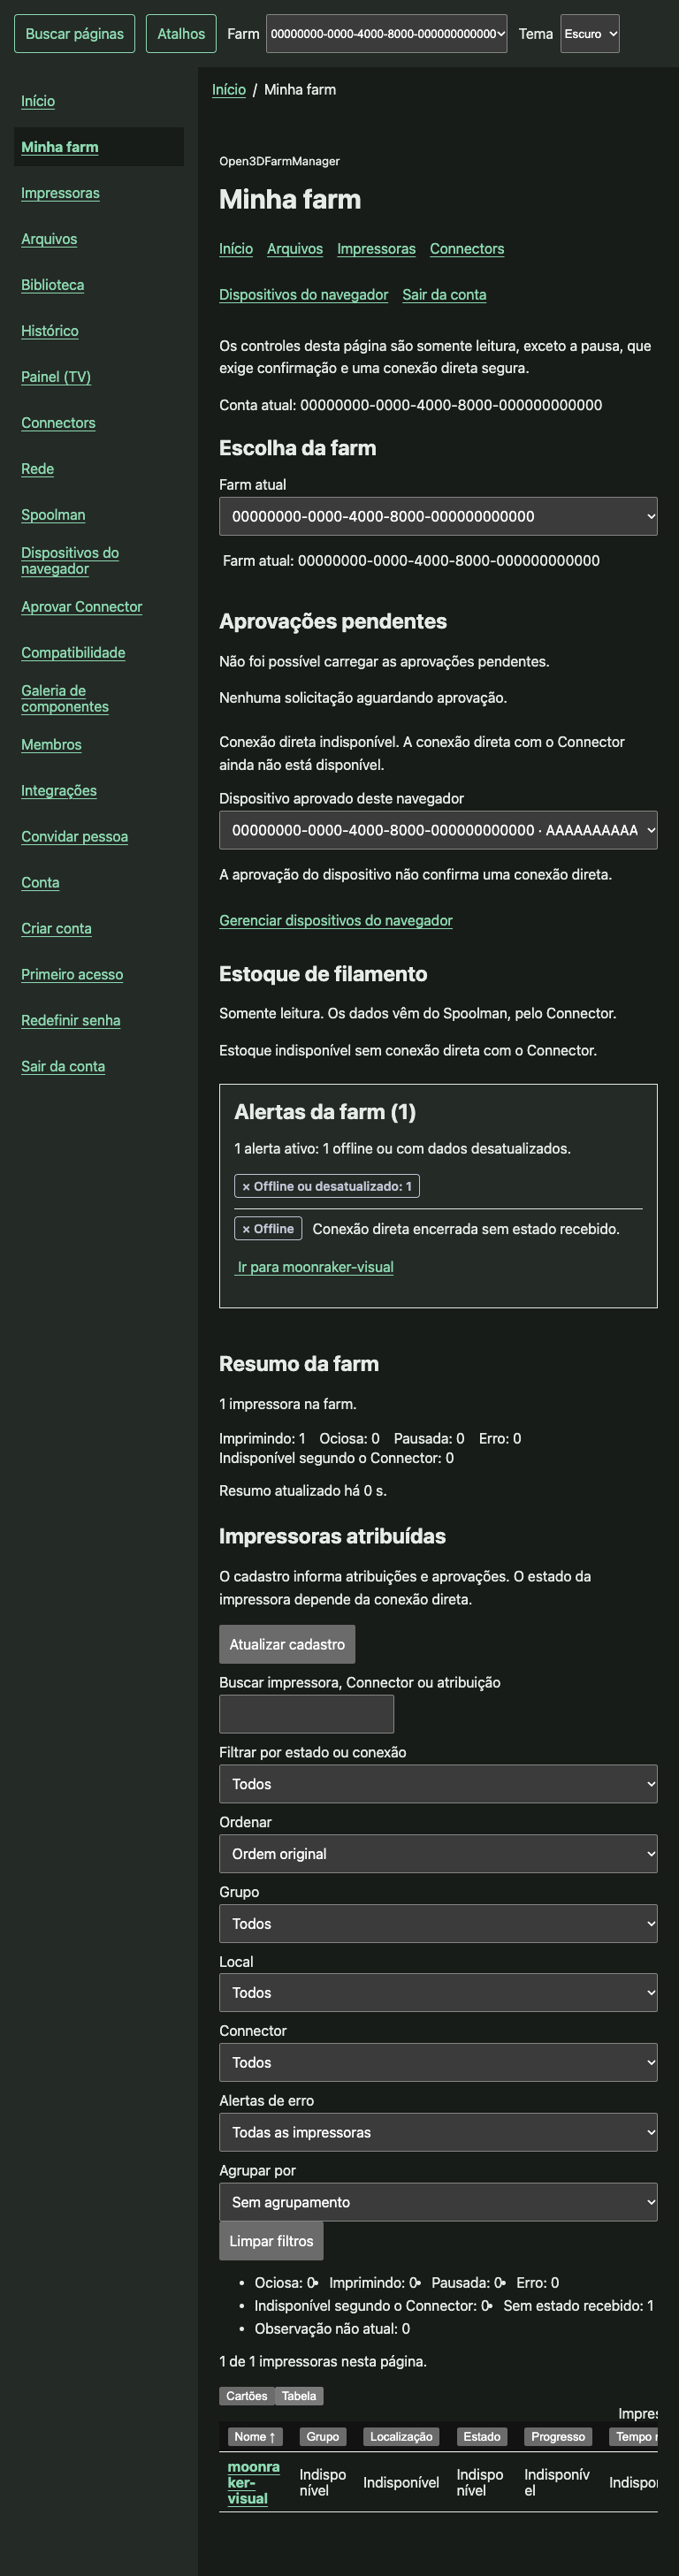 Buscar páginas Atalhos Farm 00000000-0000-4000-8000-000000000000 Tema Escuro
Início / Minha farm
Início
Minha farm
Impressoras
Arquivos
Biblioteca
Histórico
Painel (TV)
Connectors
Rede
Spoolman
Dispositivos do
navegador
Aprovar Connector
Compatibilidade
Galeria de
componentes
Membros
Integrações
Convidar pessoa
Conta
Criar conta
Primeiro acesso
Redefinir senha
Sair da conta
Open3DFarmManager
Minha farm
Início Arquivos Impressoras Connectors
Dispositivos do navegador Sair da conta
Os controles desta página são somente leitura, exceto a pausa, que
exige confirmação e uma conexão direta segura.
Conta atual: 00000000-0000-4000-8000-000000000000
Escolha da farm
Farm atual
00000000-0000-4000-8000-000000000000
Farm atual: 00000000-0000-4000-8000-000000000000
Aprovações pendentes
Não foi possível carregar as aprovações pendentes.
Nenhuma solicitação aguardando aprovação.
Conexão direta indisponível. A conexão direta com o Connector
ainda não está disponível.
Dispositivo aprovado deste navegador
00000000-0000-4000-8000-000000000000 · AAAAAAAAAA
A aprovação do dispositivo não confirma uma conexão direta.
Gerenciar dispositivos do navegador
Estoque de filamento
Somente leitura. Os dados vêm do Spoolman, pelo Connector.
Estoque indisponível sem conexão direta com o Connector.
Alertas da farm (1)
1 alerta ativo: 1 offline ou com dados desatualizados.
× Offline ou desatualizado: 1
× Offline Conexão direta encerrada sem estado recebido.
Ir para moonraker-visual
Resumo da farm
1 impressora na farm.
Imprimindo: 1 Ociosa: 0 Pausada: 0 Erro: 0
Indisponível segundo o Connector: 0
Resumo atualizado há 0 s.
Impressoras atribuídas
O cadastro informa atribuições e aprovações. O estado da
impressora depende da conexão direta.
Atualizar cadastro
Buscar impressora, Connector ou atribuição
Filtrar por estado ou conexão
Todos
Ordenar
Ordem original
Grupo
Todos
Local
Todos
Connector
Todos
Alertas de erro
Todas as impressoras
Agrupar por
Sem agrupamento
Limpar filtros
• Ociosa: 0 • Imprimindo: 0 • Pausada: 0 • Erro: 0
• Indisponível segundo o Connector: 0 • Sem estado recebido: 1
• Observação não atual: 0
1 de 1 impressoras nesta página.
Cartões Tabela
Impres
Nome ↑ Grupo Localização Estado Progresso Tempo r
moonra
ker-
visual
Indispo
nível
Indisponível
Indispo
nível
Indisponív
el
Indispon